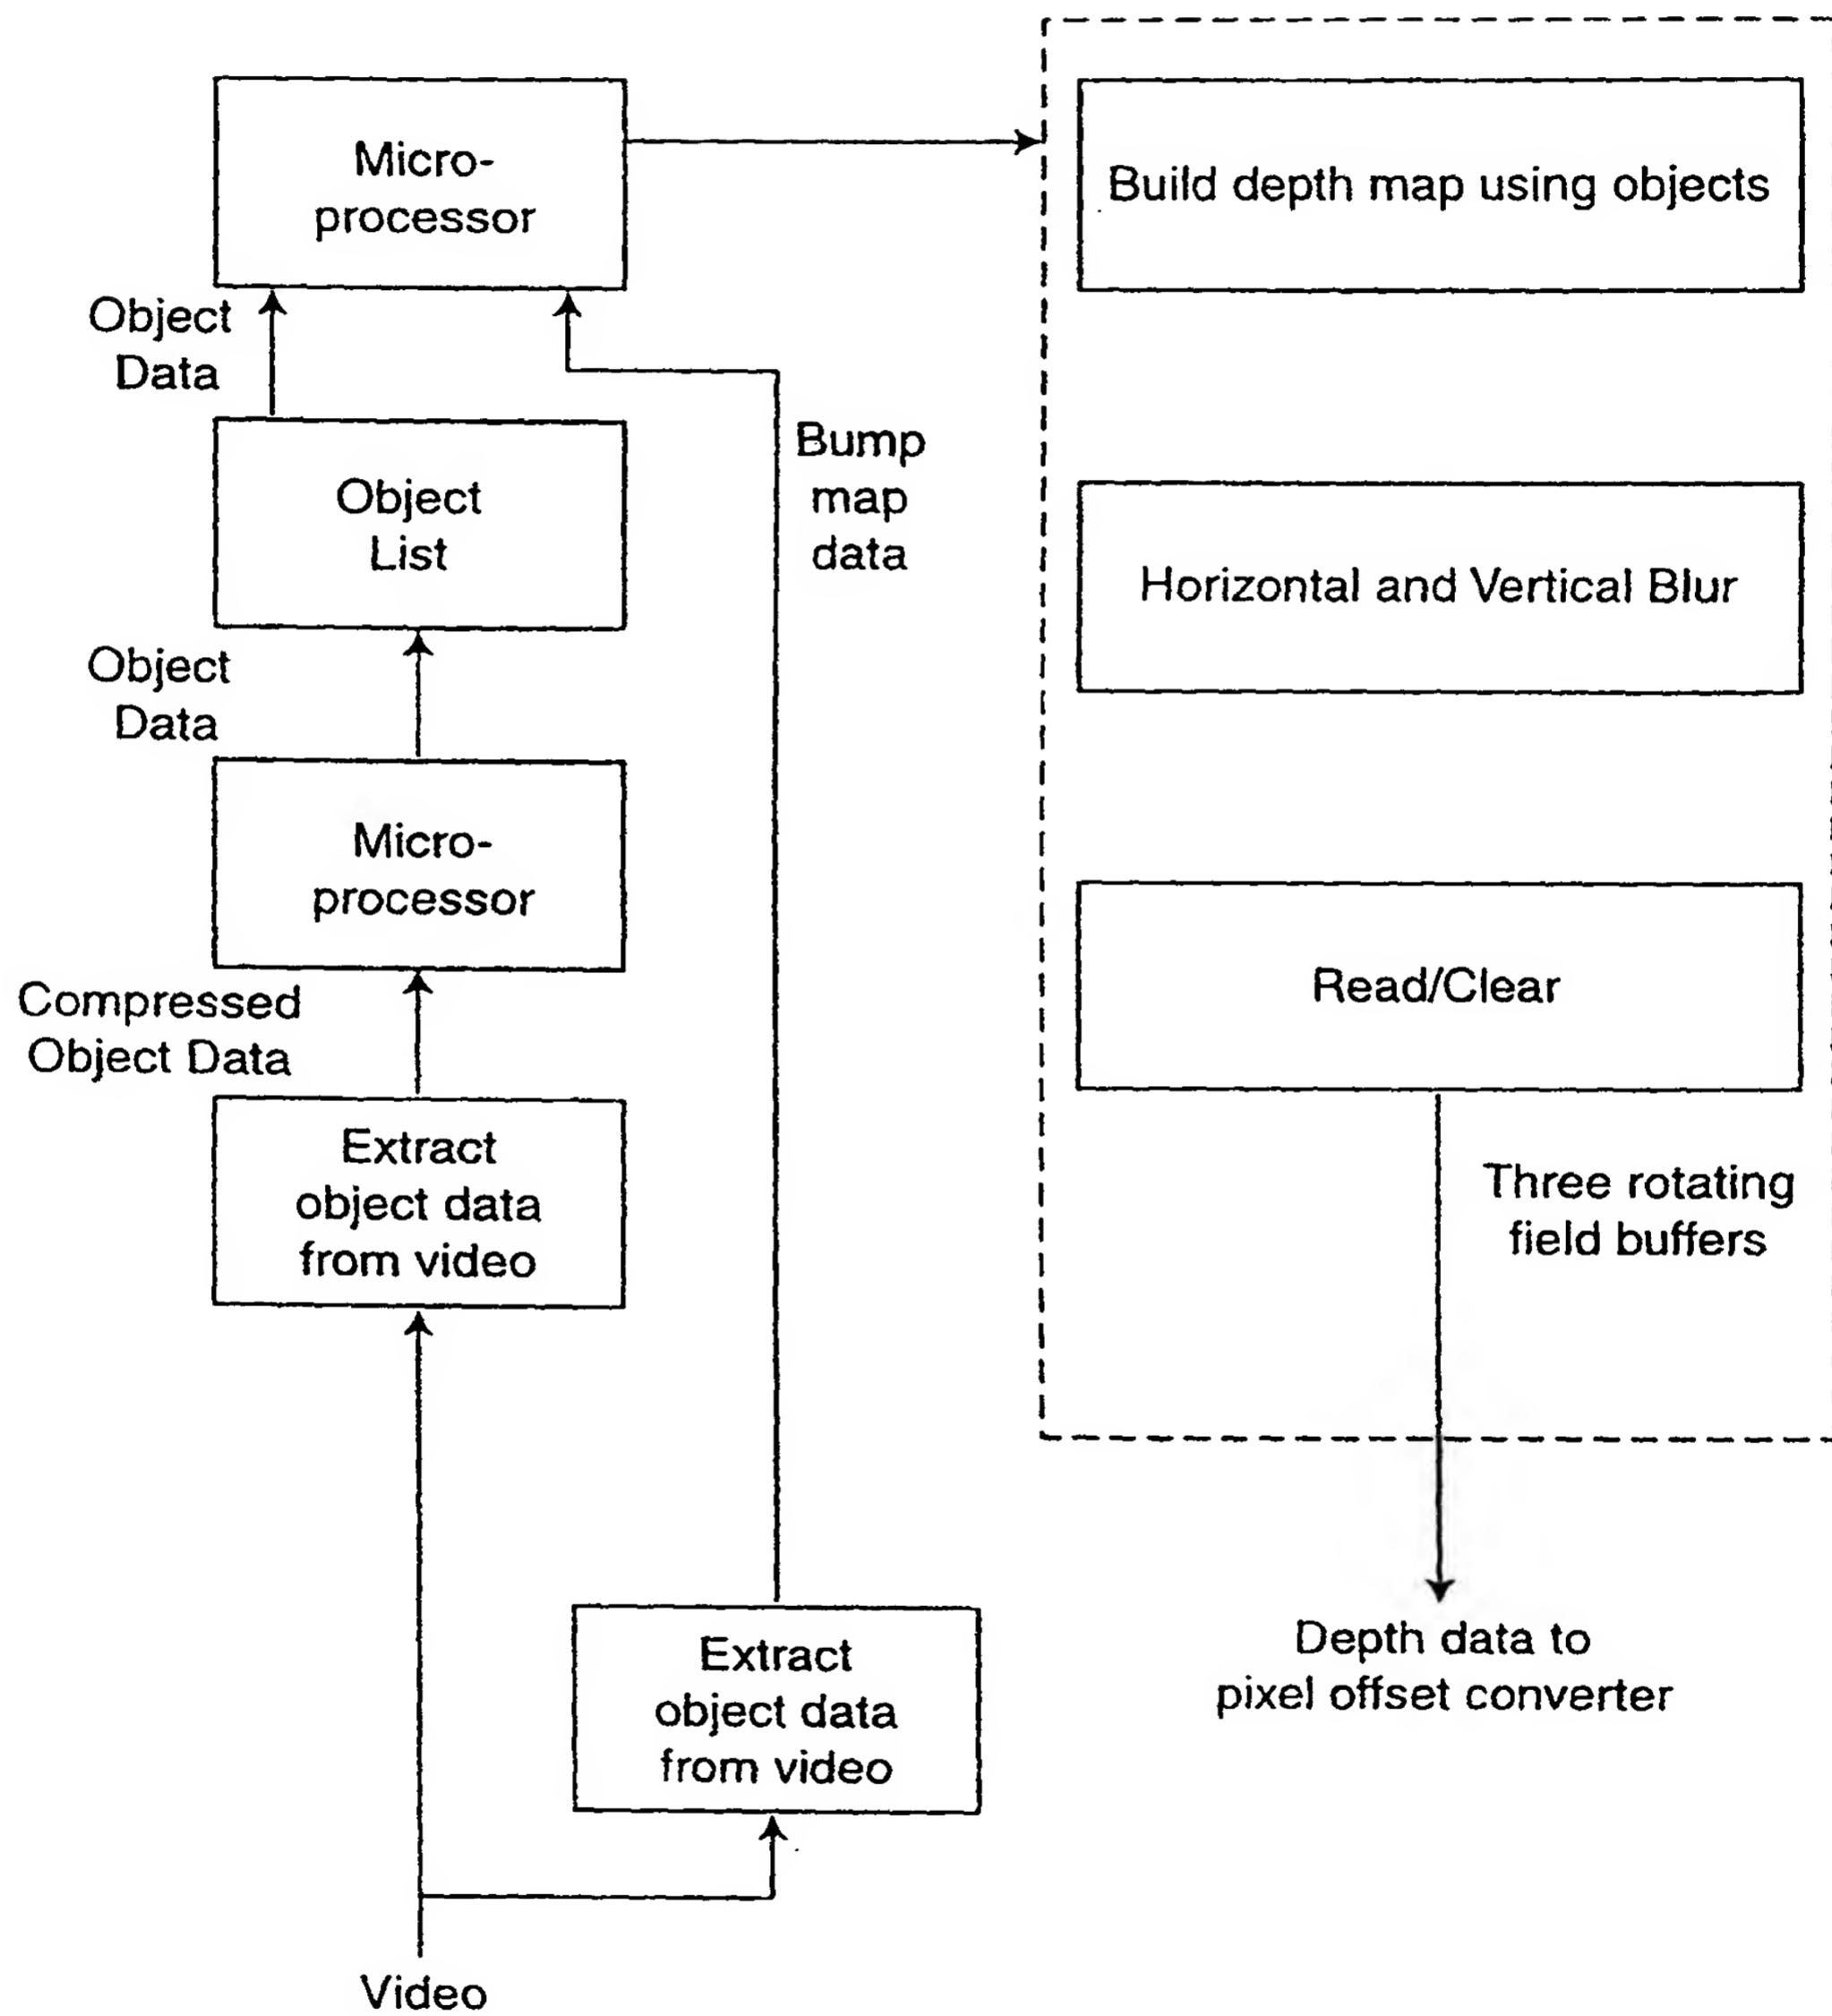 Micro-
processor
Build depth map using objects
Object
Data
Bump
map
data
Object
List
Horizontal and Vertical Blur
Object
Data
Micro-
processor
Read/Clear
Compressed
Object Data
Extract
object data
from video
Three rotating
field buffers
Extract
object data
from video
Depth data to
pixel offset converter
Video